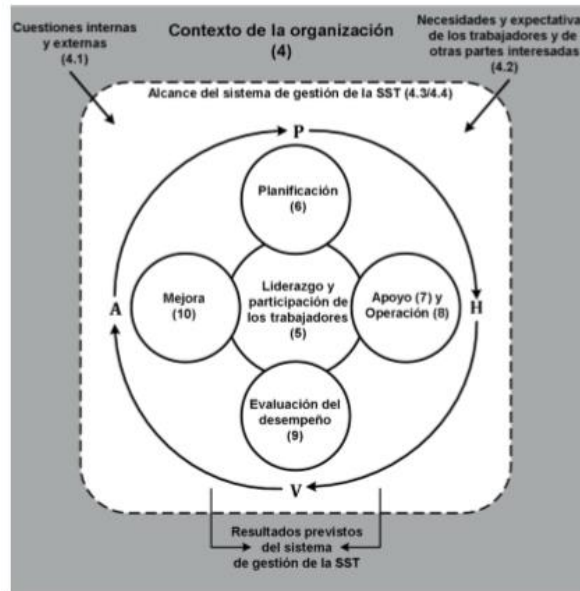 Cuestiones internas
y externas
(4.1)
Contexto de la organización
(4)
Necesidades y expectativa
de los trabajadores y de
otras partes interesadas
(4.2)
Alcance del sistema de gestión de la SST (4.3/4.4)
P
Planificación
(6)
A
Mejora
(10)
Liderazgo y
participación de
los trabajadores
(5)
Apoyo (7) y
Operación (8)
H
Evaluación del
desempeño
(9)
V
Resultados previstos
del sistema
de gestión de la SST